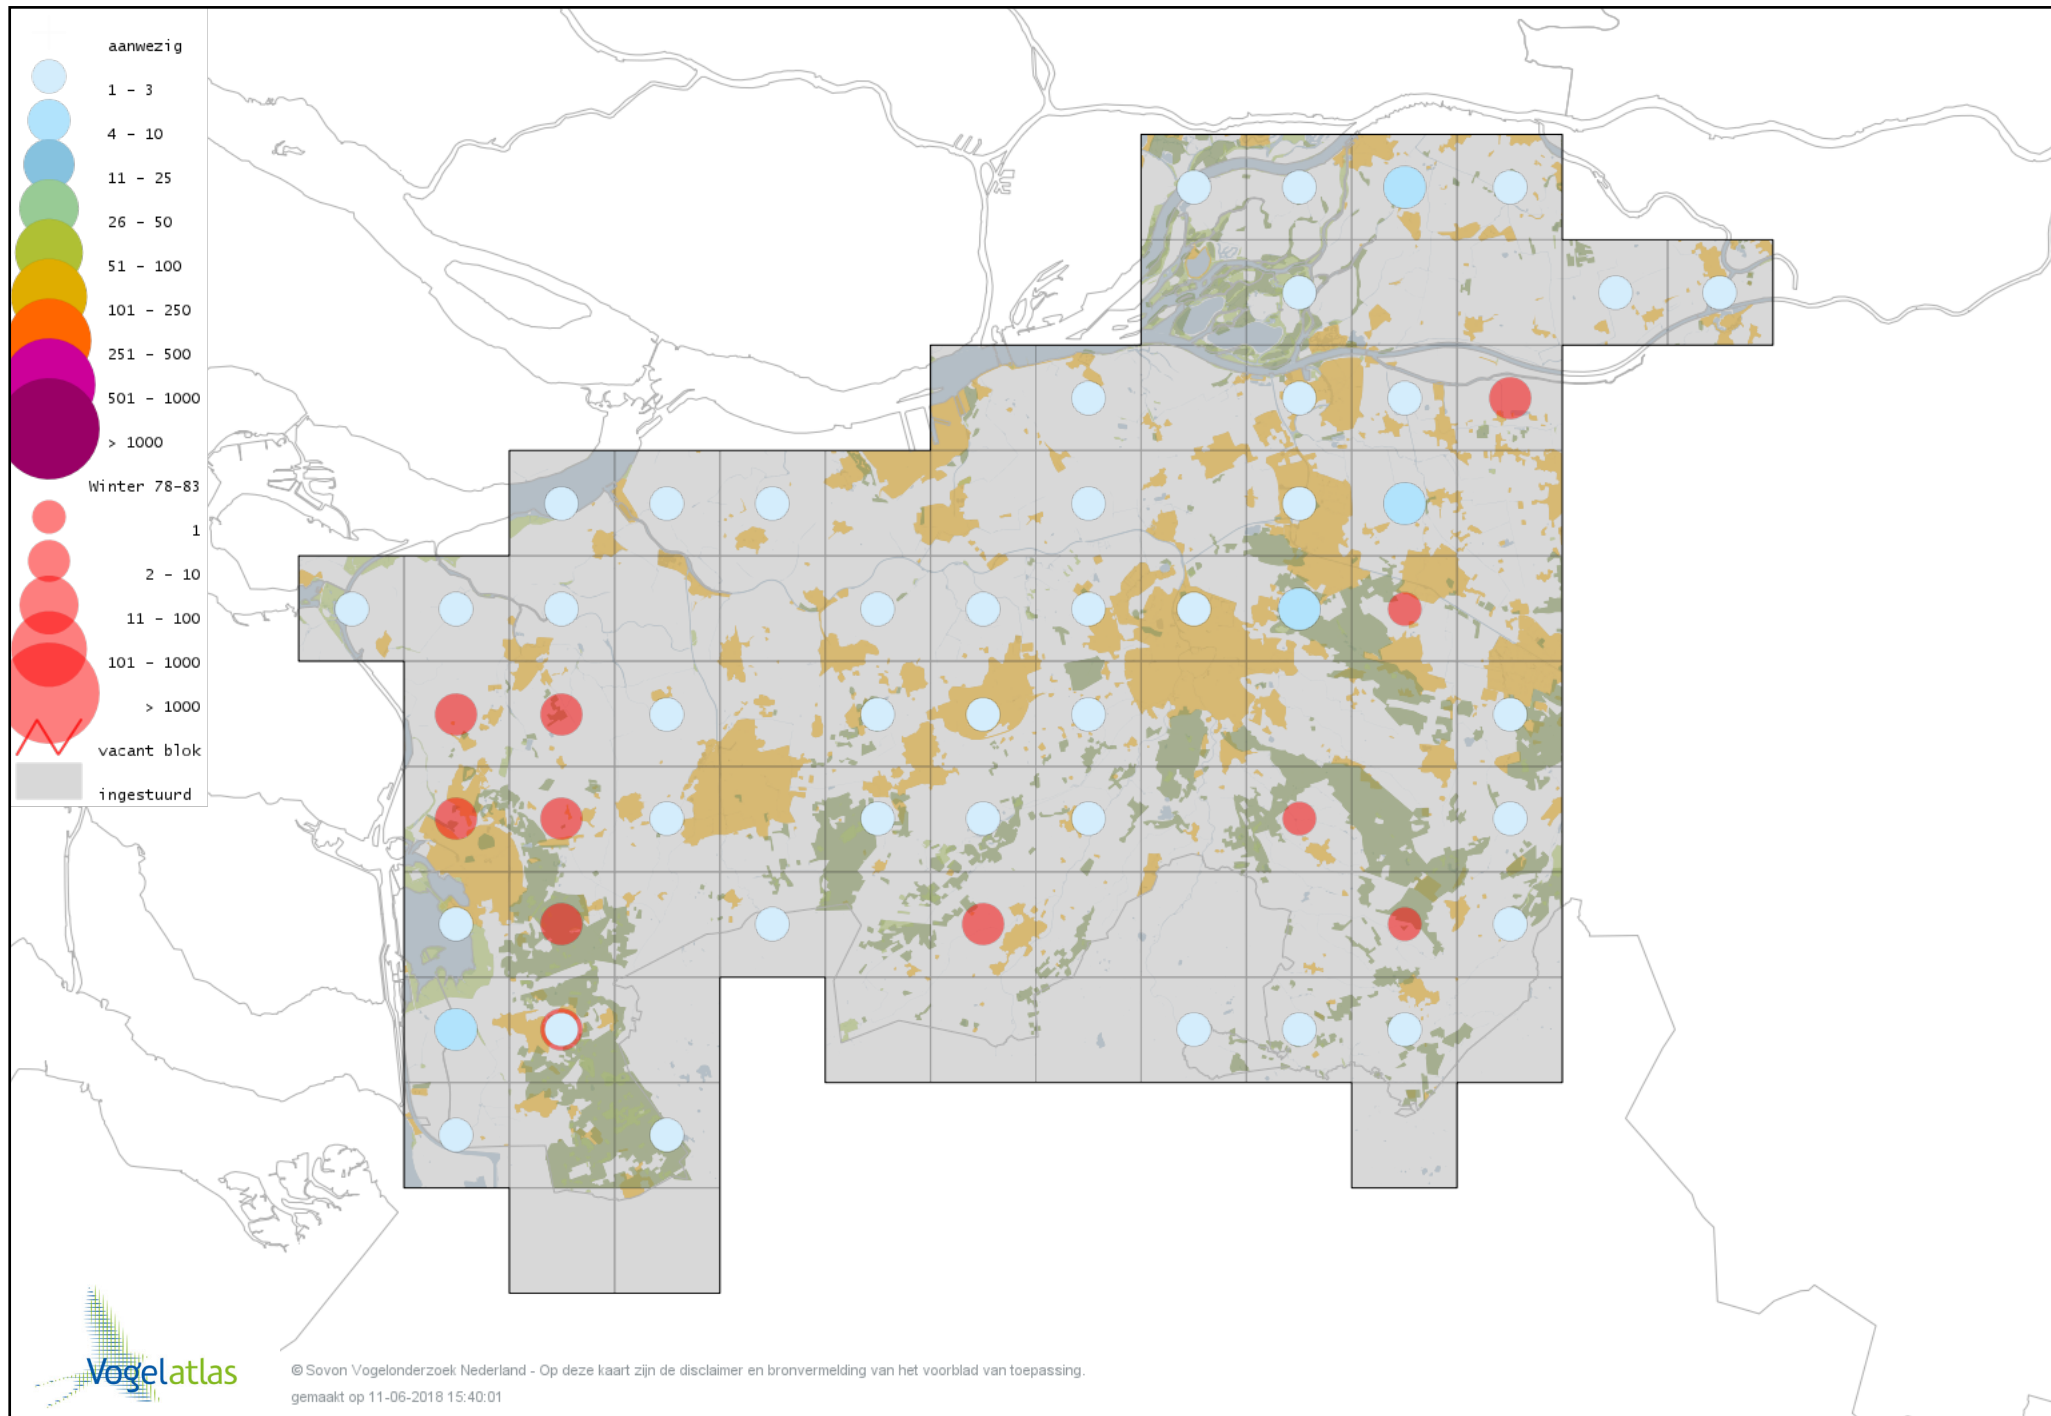 aanwezig
1 - 3
4 - 10
11 - 25
26 - 50
51 - 100
101 - 250
251 - 500
501 - 1000
> 1000
Winter 78-83
1
2 - 10
11 - 100
101 - 1000
> 1000
vacant blok
ingestuurd
Vogelatlas
© Sovon Vogelonderzoek Nederland - Op deze kaart zijn de disclaimer en bronvermelding van het voorblad van toepassing.
gemaakt op 11-06-2018 15:40:01